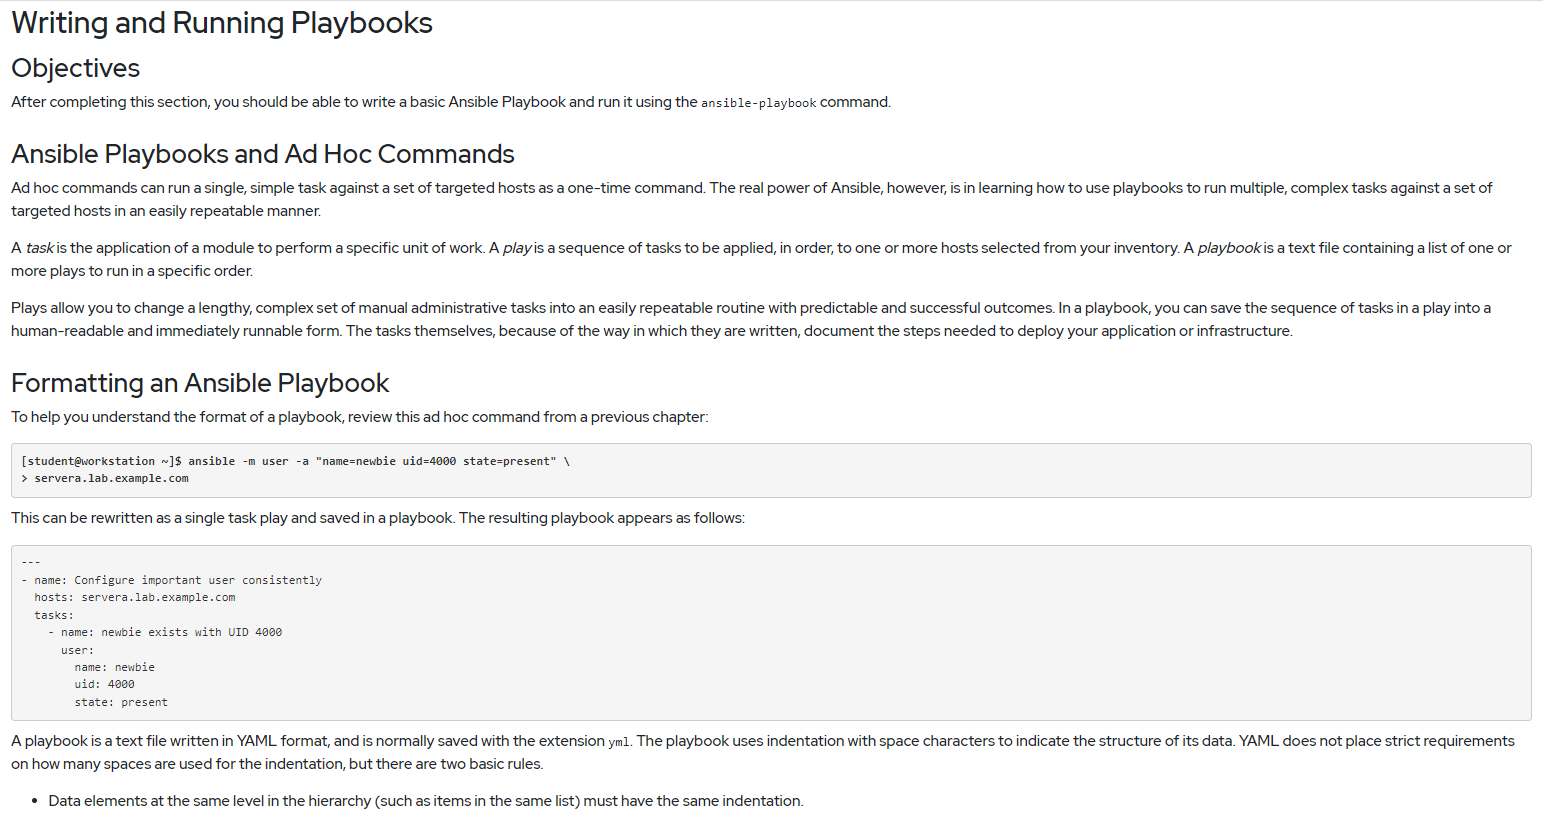 Writing and Running Playbooks
Objectives
After completing this section, you should be able to write a basic Ansible Playbook and run it using the ansible-playbook command.
Ansible Playbooks and Ad Hoc Commands
Ad hoc commands can run a single, simple task against a set of targeted hosts as a one-time command. The real power of Ansible, however, is in learning how to use playbooks to run multiple, complex tasks against a set of
targeted hosts in an easily repeatable manner.
A task is the application of a module to perform a specific unit of work. A play is a sequence of tasks to be applied, in order, to one or more hosts selected from your inventory. A playbook is a text file containing a list of one or
more plays to run in a specific order.
Plays allow you to change a lengthy, complex set of manual administrative tasks into an easily repeatable routine with predictable and successful outcomes. In a playbook, you can save the sequence of tasks in a play into a
human-readable and immediately runnable form. The tasks themselves, because of the way in which they are written, document the steps needed to deploy your application or infrastructure.
Formatting an Ansible Playbook
To help you understand the format of a playbook, review this ad hoc command from a previous chapter:
[student@workstation ~]$ ansible -m user -a "name=newbie uid=4000 state=present" \
> servera.lab.example.com
This can be rewritten as a single task play and saved in a playbook. The resulting playbook appears as follows:
---
- name: Configure important user consistently
  hosts: servera.lab.example.com
  tasks:
    - name: newbie exists with UID 4000
      user:
        name: newbie
        uid: 4000
        state: present
A playbook is a text file written in YAML format, and is normally saved with the extension yml. The playbook uses indentation with space characters to indicate the structure of its data. YAML does not place strict requirements
on how many spaces are used for the indentation, but there are two basic rules.
• Data elements at the same level in the hierarchy (such as items in the same list) must have the same indentation.